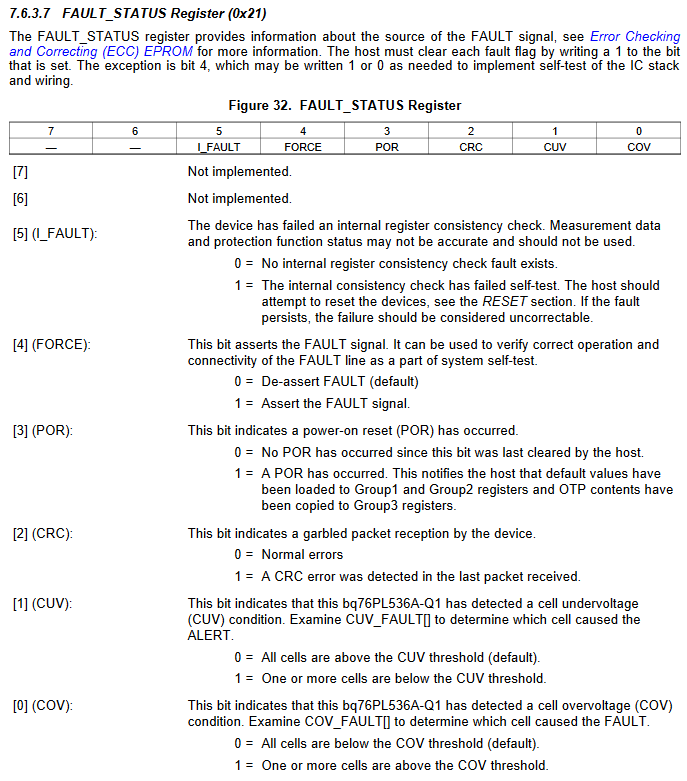 7.6.3.7 FAULT_STATUS Register (0x21)
The FAULT_STATUS register provides information about the source of the FAULT signal, see Error Checking
and Correcting (ECC) EPROM for more information. The host must clear each fault flag by writing a 1 to the bit
that is set. The exception is bit 4, which may be written 1 or 0 as needed to implement self-test of the IC stack
and wiring.
Figure 32. FAULT_STATUS Register
7 6 5 4 3 2 1 0
— — I_FAULT FORCE POR CRC CUV COV
[7] Not implemented.
[6] Not implemented.
[5] (I_FAULT): The device has failed an internal register consistency check. Measurement data
and protection function status may not be accurate and should not be used.
0 = No internal register consistency check fault exists.
1 = The internal consistency check has failed self-test. The host should
attempt to reset the devices, see the RESET section. If the fault
persists, the failure should be considered uncorrectable.
[4] (FORCE): This bit asserts the FAULT signal. It can be used to verify correct operation and
connectivity of the FAULT line as a part of system self-test.
0 = De-assert FAULT (default)
1 = Assert the FAULT signal.
[3] (POR): This bit indicates a power-on reset (POR) has occurred.
0 = No POR has occurred since this bit was last cleared by the host.
1 = A POR has occurred. This notifies the host that default values have
been loaded to Group1 and Group2 registers and OTP contents have
been copied to Group3 registers.
[2] (CRC): This bit indicates a garbled packet reception by the device.
0 = Normal errors
1 = A CRC error was detected in the last packet received.
[1] (CUV): This bit indicates that this bq76PL536A-Q1 has detected a cell undervoltage
(CUV) condition. Examine CUV_FAULT[] to determine which cell caused the
ALERT.
0 = All cells are above the CUV threshold (default).
1 = One or more cells are below the CUV threshold.
[0] (COV): This bit indicates that this bq76PL536A-Q1 has detected a cell overvoltage (COV)
condition. Examine COV_FAULT[] to determine which cell caused the FAULT.
0 = All cells are below the COV threshold (default).
1 = One or more cells are above the COV threshold.